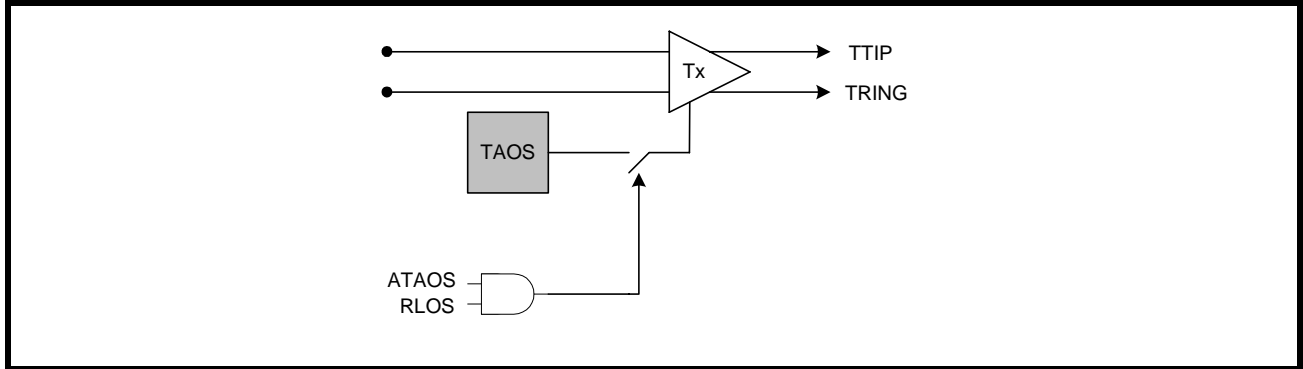 TTIP
Tx
TRING
TAOS
ATAOS
RLOS